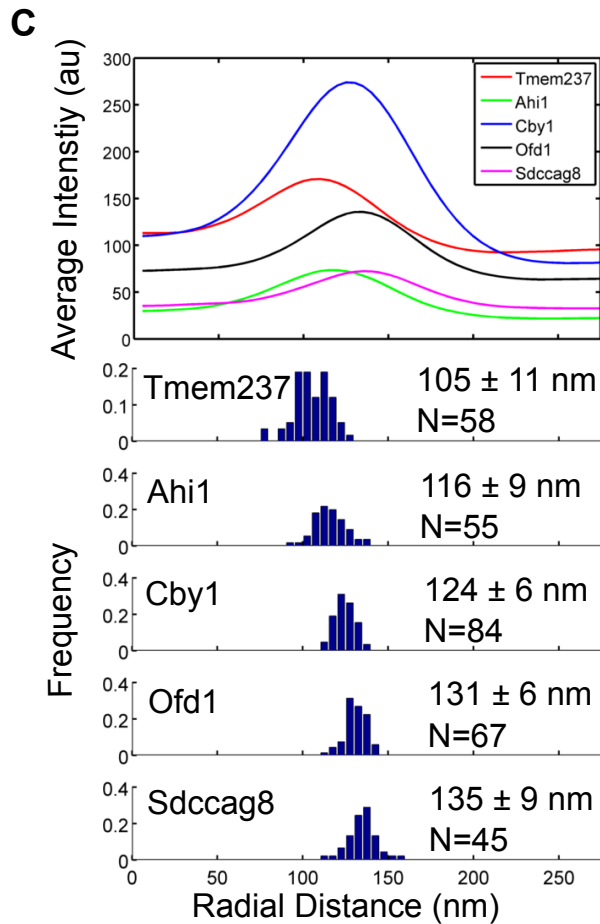 C
Average Intenstiy (au)
300
250
200
150
100
50
0
Tmem237
Ahi1
Cby1
Ofd1
Sdccag8
Frequency
0.2
0.1
0
Tmem237
105 ± 11 nm
N=58
0.4
0.2
0
Ahi1
116 ± 9 nm
N=55
0.4
0.2
0
Cby1
124 ± 6 nm
N=84
0.4
0.2
0
Ofd1
131 ± 6 nm
N=67
0.4
0.2
0
Sdccag8
135 ± 9 nm
N=45
0 50 100 150 200 250
Radial Distance (nm)